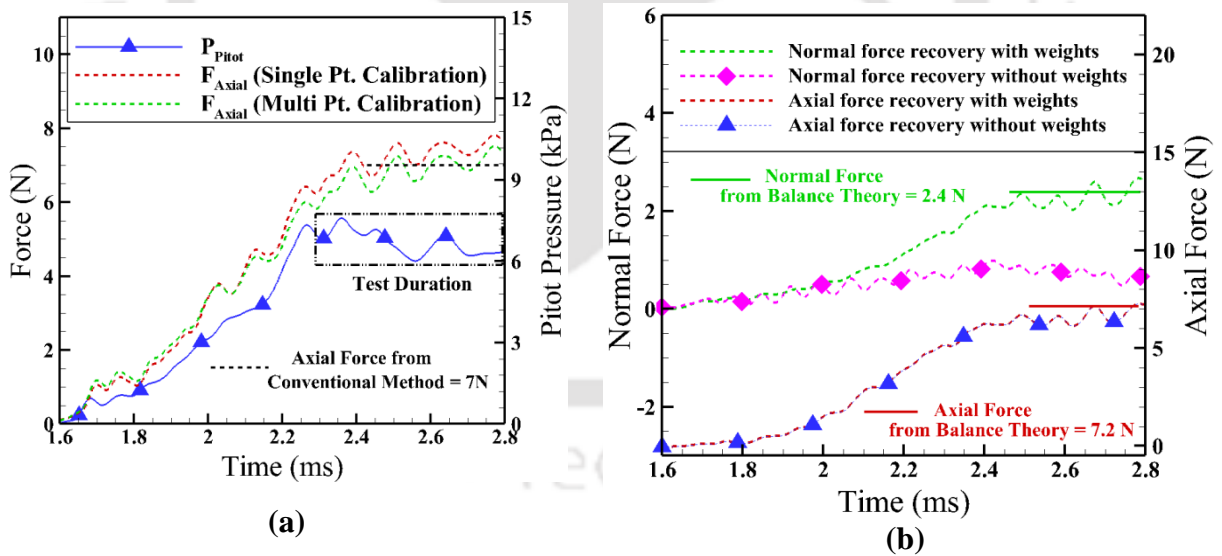 P Pitot
F Axial (Single Pt. Calibration)
F Axial (Multi Pt. Calibration)
Test Duration
Axial Force from
Conventional Method = 7N
Force (N)
0
2
4
6
8
10
Pitot Pressure (kPa)
0
3
6
9
12
15
1.6
1.8
2
2.2
2.4
2.6
2.8
Time (ms)
(a)
Normal force recovery with weights
Normal force recovery without weights
Axial force recovery with weights
Axial force recovery without weights
Normal Force
from Balance Theory = 2.4 N
Axial Force
from Balance Theory = 7.2 N
Normal Force (N)
-2
0
2
4
6
Axial Force (N)
0
5
10
15
20
1.6
1.8
2
2.2
2.4
2.6
2.8
Time (ms)
(b)